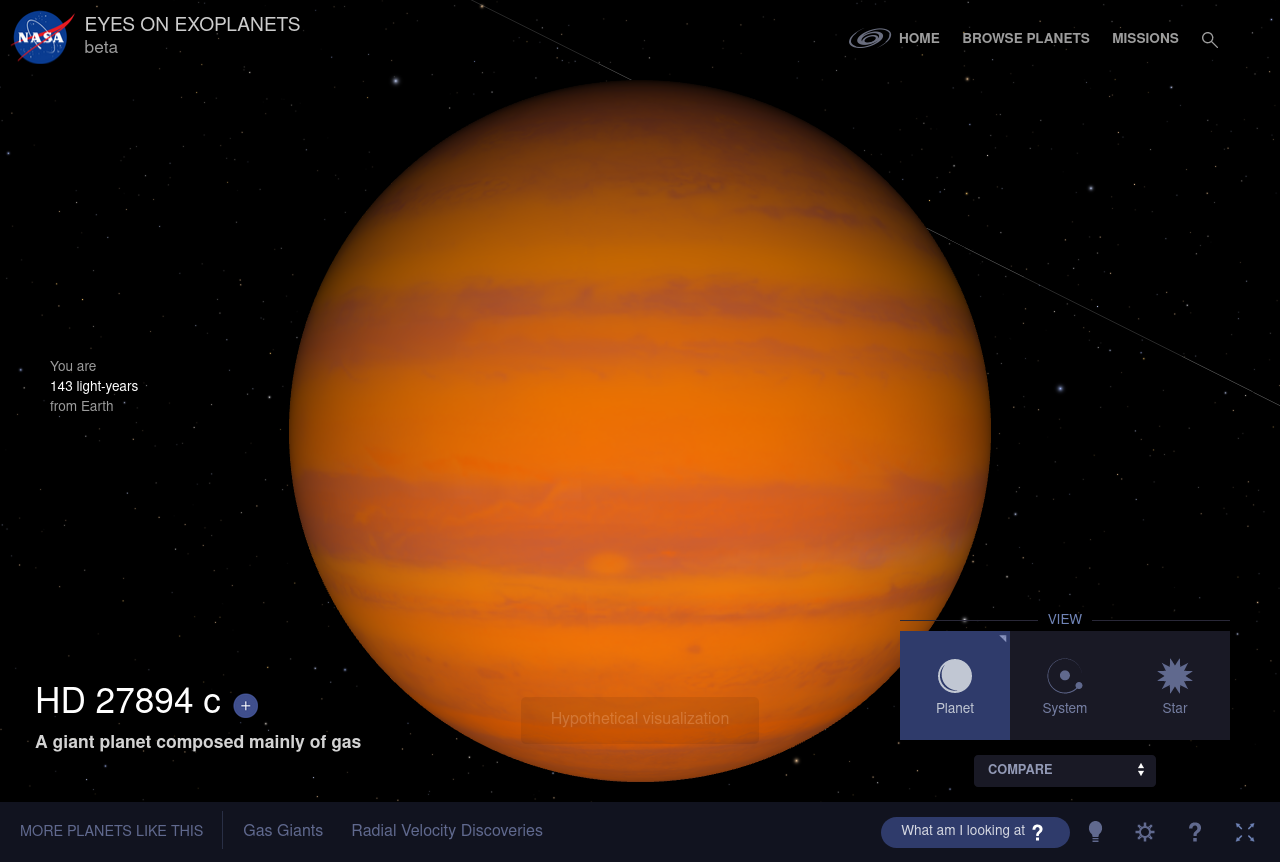 NASA
EYES ON EXOPLANETS
beta
HOME
BROWSE PLANETS
MISSIONS
You are
143 light-years
from Earth
HD 27894 c +
A giant planet composed mainly of gas
Hypothetical visualization
VIEW
Planet
System
Star
COMPARE
MORE PLANETS LIKE THIS
Gas Giants
Radial Velocity Discoveries
What am I looking at ?
?